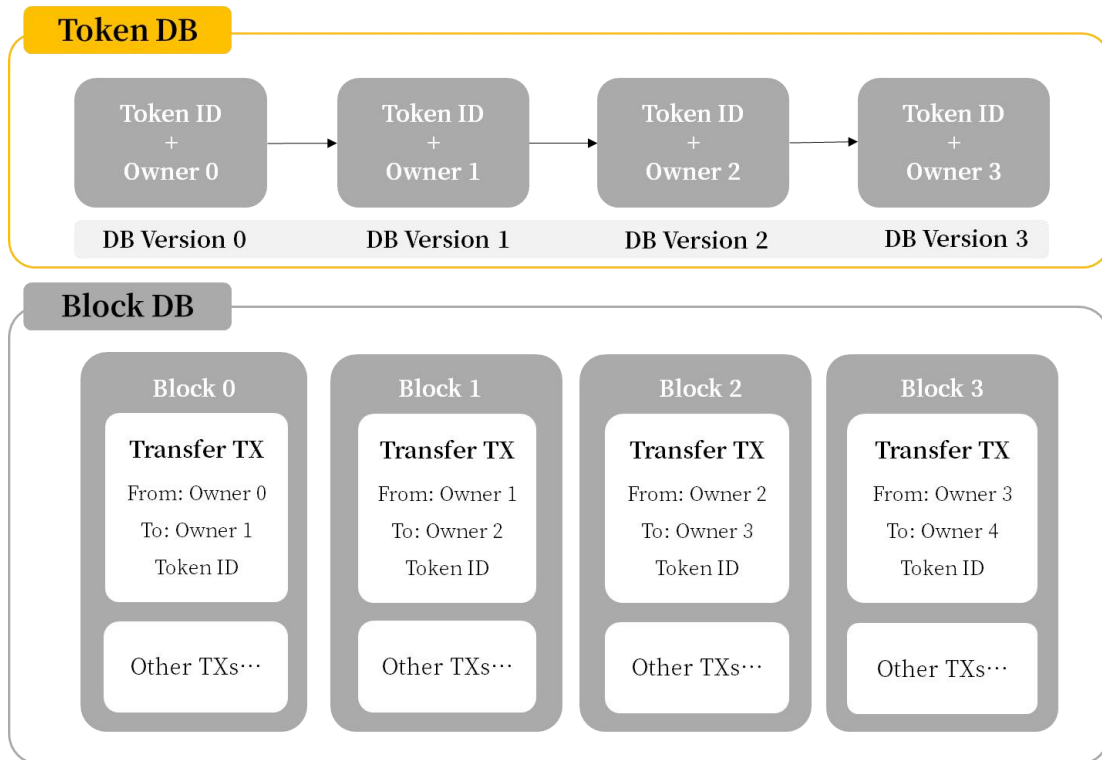 Token DB
Token ID
+
Owner 0
Token ID
+
Owner 1
Token ID
+
Owner 2
Token ID
+
Owner 3
DB Version 0
DB Version 1
DB Version 2
DB Version 3
Block DB
Block 0
Transfer TX
From: Owner 0
To: Owner 1
Token ID
Other TXs⋯
Block 1
Transfer TX
From: Owner 1
To: Owner 2
Token ID
Other TXs⋯
Block 2
Transfer TX
From: Owner 2
To: Owner 3
Token ID
Other TXs⋯
Block 3
Transfer TX
From: Owner 3
To: Owner 4
Token ID
Other TXs⋯